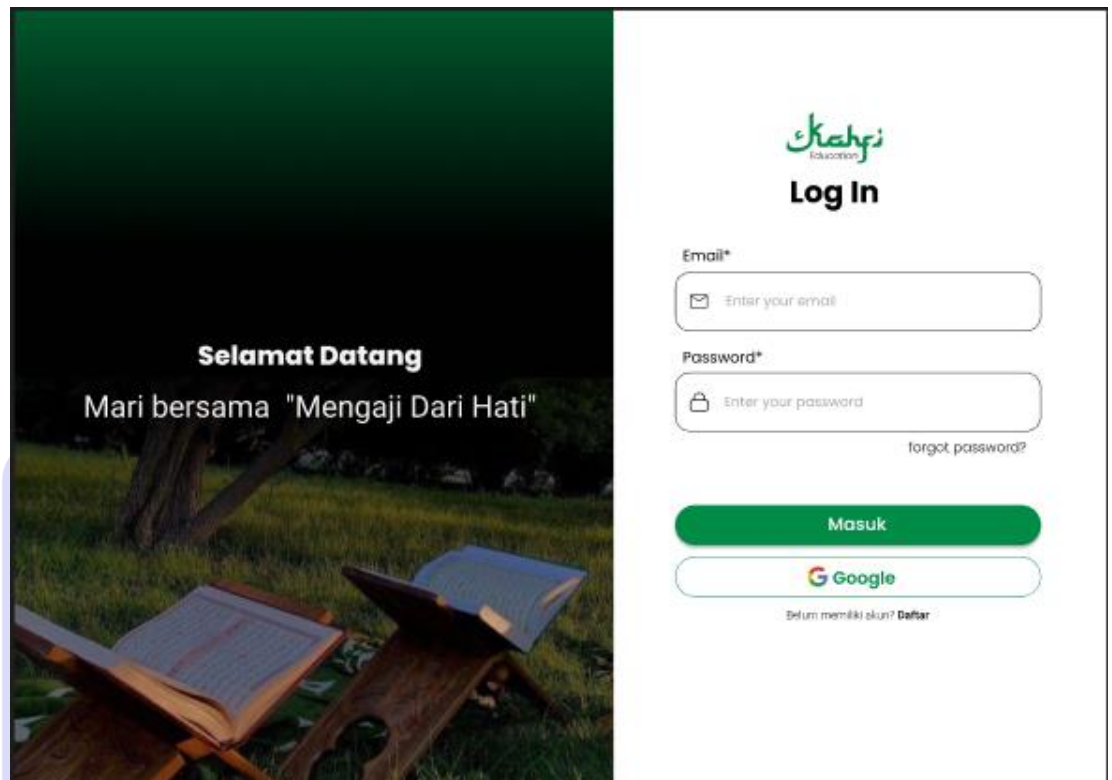 Selamat Datang
Mari bersama "Mengaji Dari Hati"
Kahfi
Education
Log In
Email*
Enter your email
Password*
Enter your password
forgot password?
Masuk
Google
Belum memiliki akun? Daftar